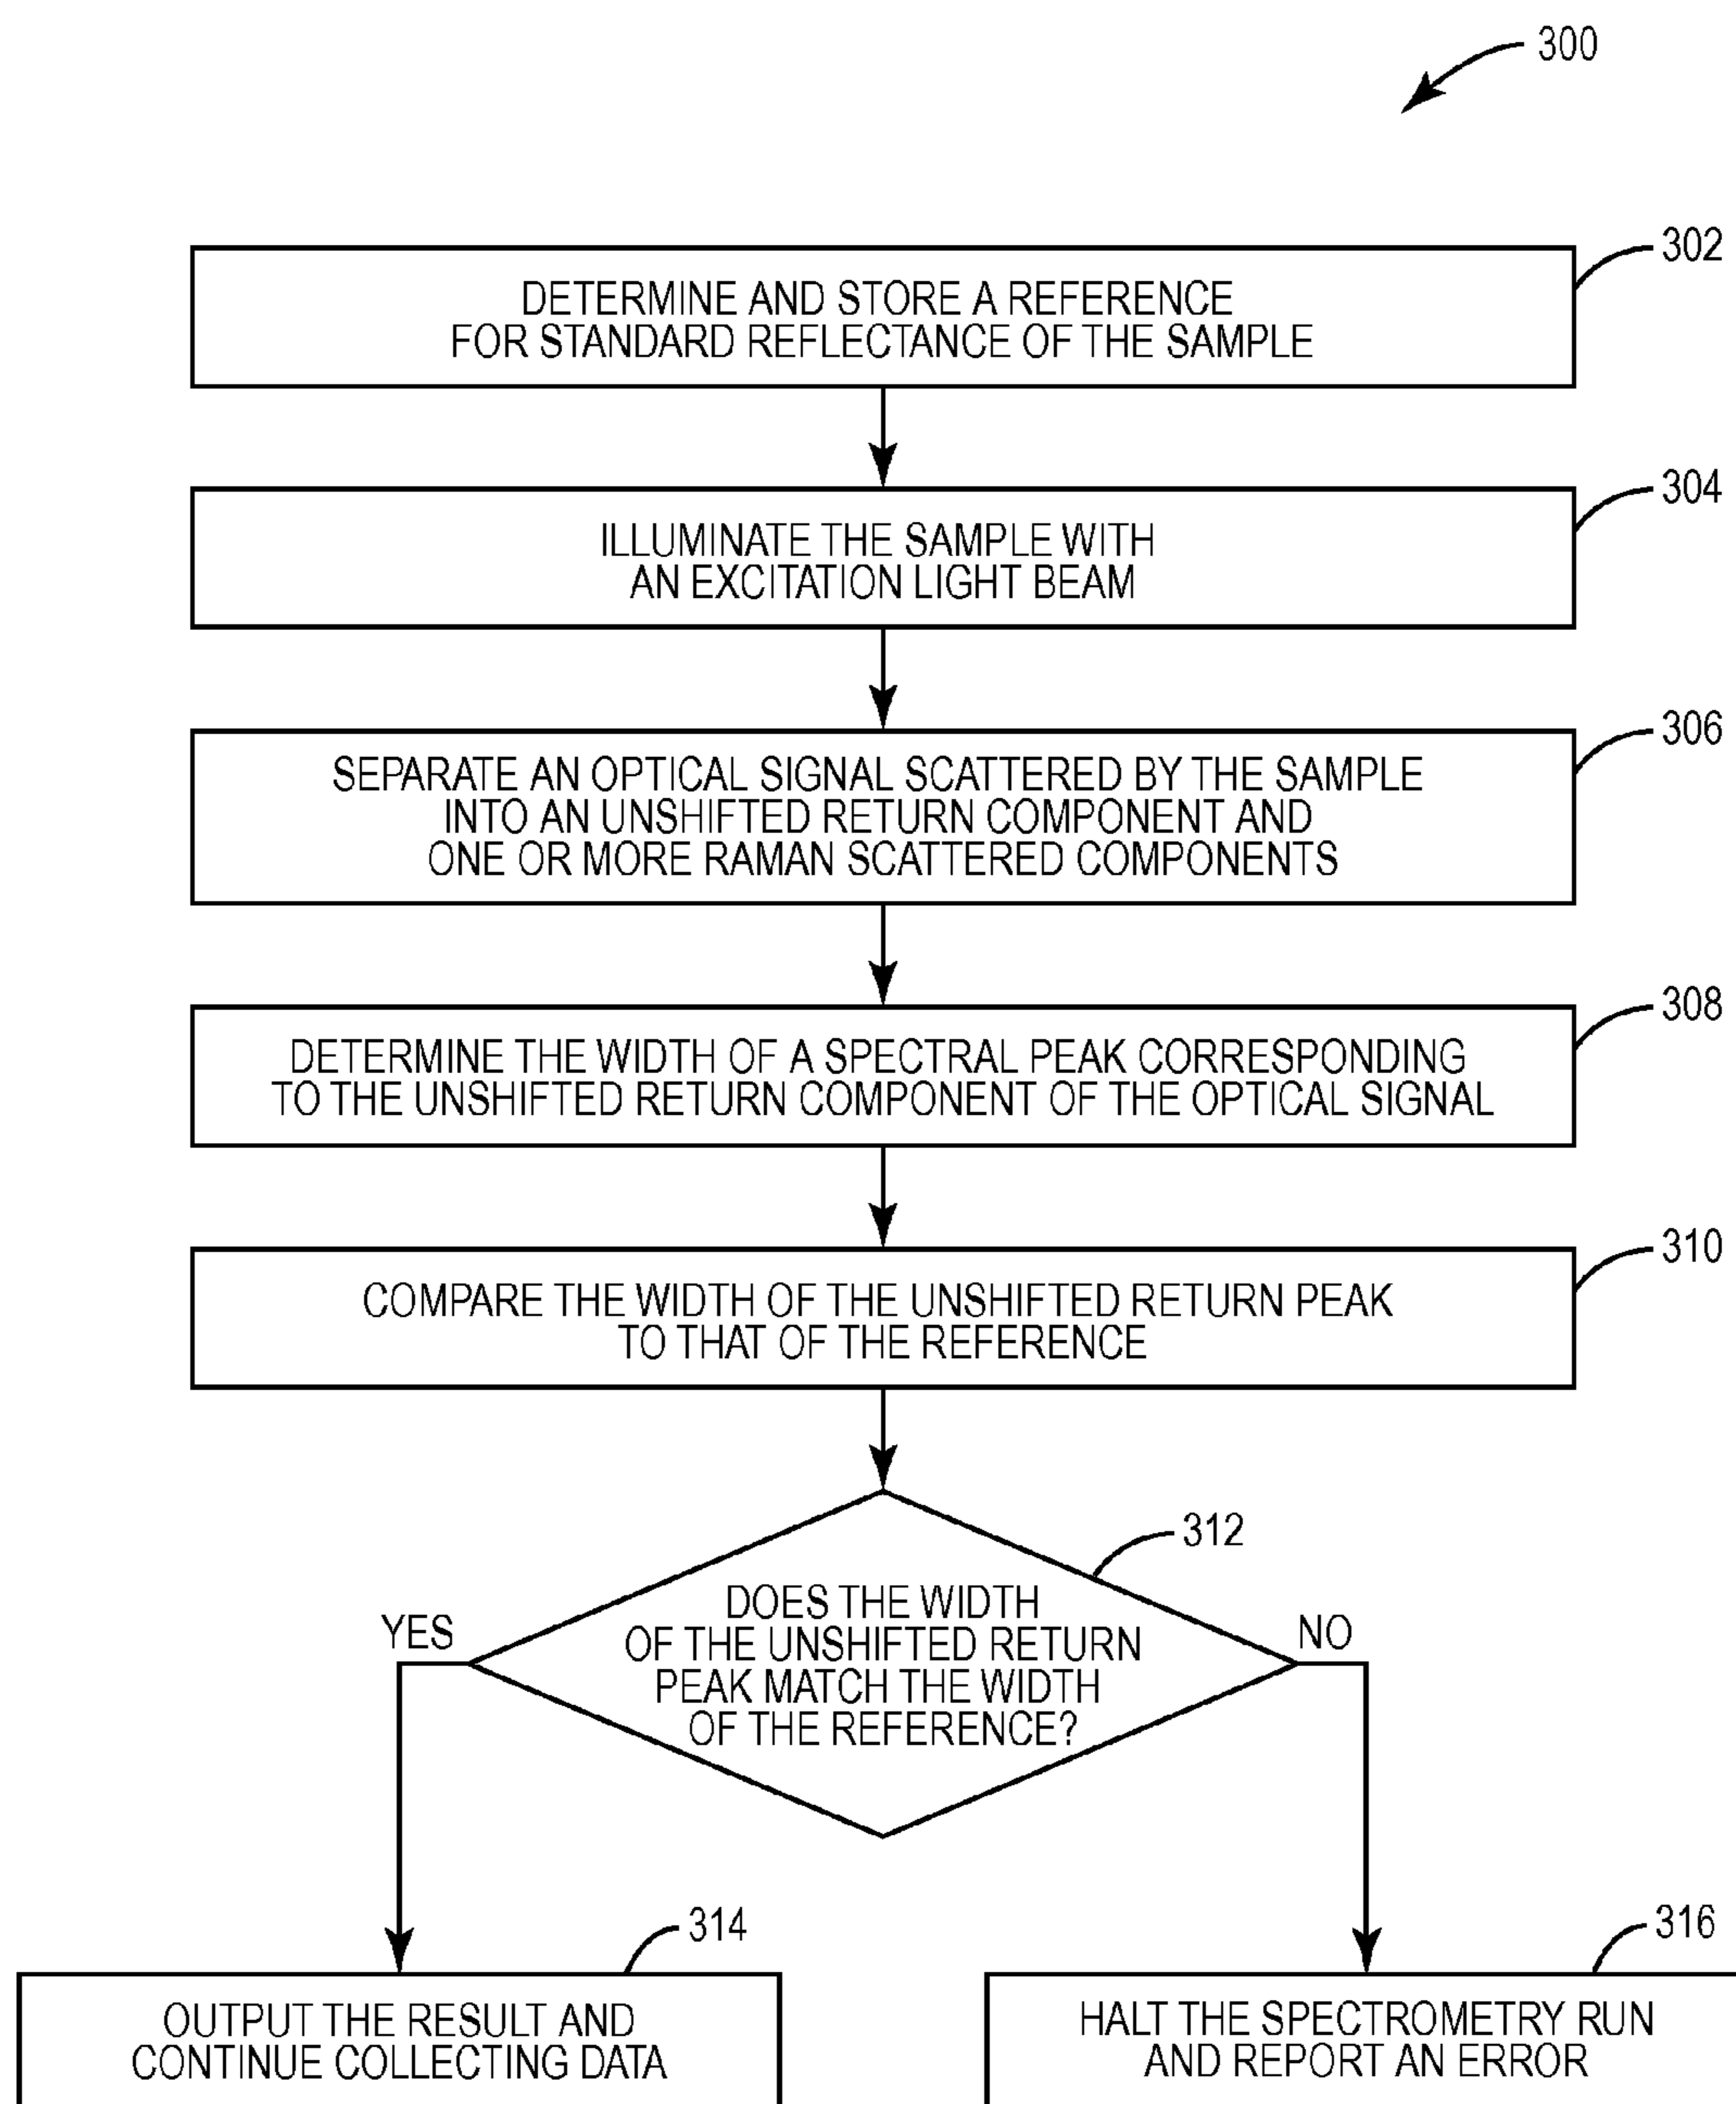 300
302
DETERMINE AND STORE A REFERENCE
FOR STANDARD REFLECTANCE OF THE SAMPLE
304
ILLUMINATE THE SAMPLE WITH
AN EXCITATION LIGHT BEAM
306
SEPARATE AN OPTICAL SIGNAL SCATTERED BY THE SAMPLE
INTO AN UNSHIFTED RETURN COMPONENT AND
ONE OR MORE RAMAN SCATTERED COMPONENTS
308
DETERMINE THE WIDTH OF A SPECTRAL PEAK CORRESPONDING
TO THE UNSHIFTED RETURN COMPONENT OF THE OPTICAL SIGNAL
310
COMPARE THE WIDTH OF THE UNSHIFTED RETURN PEAK
TO THAT OF THE REFERENCE
312
DOES THE WIDTH
OF THE UNSHIFTED RETURN
PEAK MATCH THE WIDTH
OF THE REFERENCE?
YES
NO
314
OUTPUT THE RESULT AND
CONTINUE COLLECTING DATA
316
HALT THE SPECTROMETRY RUN
AND REPORT AN ERROR